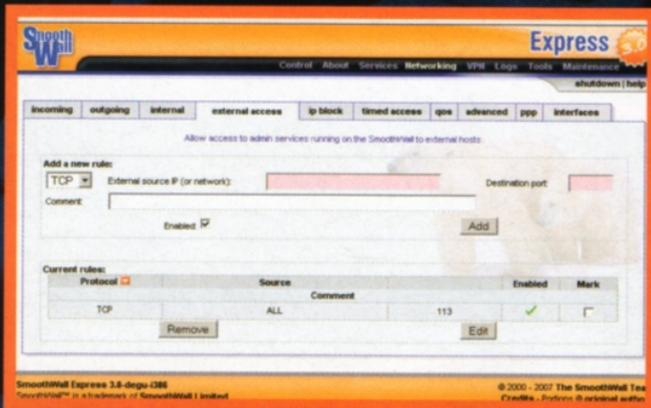 Smooth
Wall
Express 3.0
Control About Services Networking VPN Logs Tools Maintenance
shutdown | help
incoming outgoing internal external access ip block timed access qos advanced ppp interfaces
Allow access to admin services running on the SmoothWall to external hosts.
Add a new rule:
TCP External source IP (or network): Destination port:
Comment:
Enabled: Add
Current rules:
Protocol Source Enabled Mark
Comment
TCP ALL 113
Remove Edit
SmoothWall Express 3.0-degu-i386 © 2000 - 2007 The SmoothWall Tea
SmoothWall™ is a trademark of SmoothWall Limited Credits - Portions © original autho